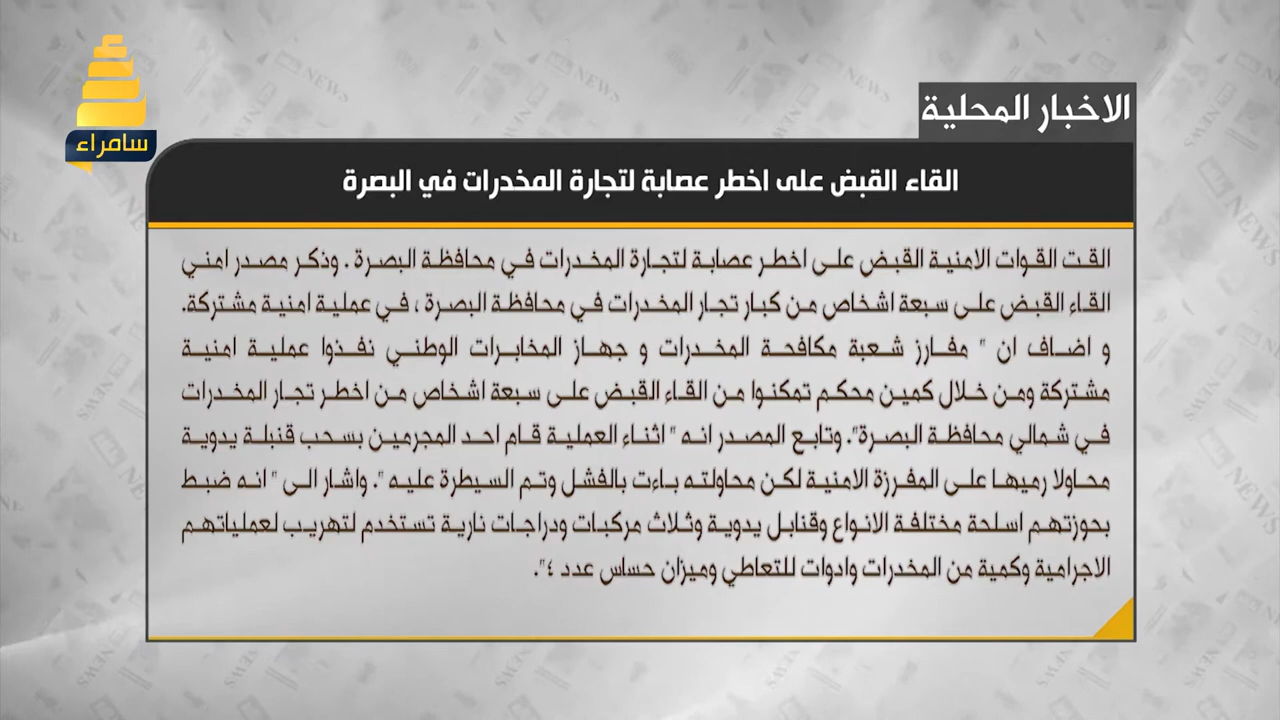 سامراء
الاخبار المحلية
القاء القبض على اخطر عصابة لتجارة المخدرات في البصرة
القت القوات الامنية القبض على اخطر عصابة لتجارة المخدرات في محافظة البصرة . وذكر مصدر امني
القاء القبض على سبعة اشخاص من كبار تجار المخدرات في محافظة البصرة ، في عملية امنية مشتركة.
و اضاف ان " مفارز شعبة مكافحة المخدرات و جهاز المخابرات الوطني نفذوا عملية امنية
مشتركة ومن خلال كمين محكم تمكنوا من القاء القبض على سبعة اشخاص من اخطر تجار المخدرات
في شمالي محافظة البصرة". وتابع المصدر انه " اثناء العملية قام احد المجرمين بسحب قنبلة يدوية
محاولا رميها على المفرزة الامنية لكن محاولته باءت بالفشل وتم السيطرة عليه ". واشار الى " انه ضبط
بحوزتهم اسلحة مختلفة الانواع وقنابل يدوية وثلاث مركبات ودراجات نارية تستخدم لتهريب لعملياتهم
الاجرامية وكمية من المخدرات وادوات للتعاطي وميزان حساس عدد ٤".